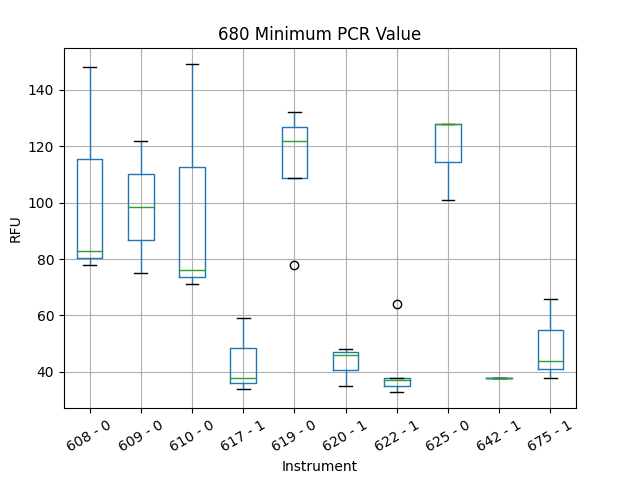 680 Minimum PCR Value
RFU
140
120
100
80
60
40
608 - 0
609 - 0
610 - 0
617 - 1
619 - 0
620 - 1
622 - 1
625 - 0
642 - 1
675 - 1
Instrument